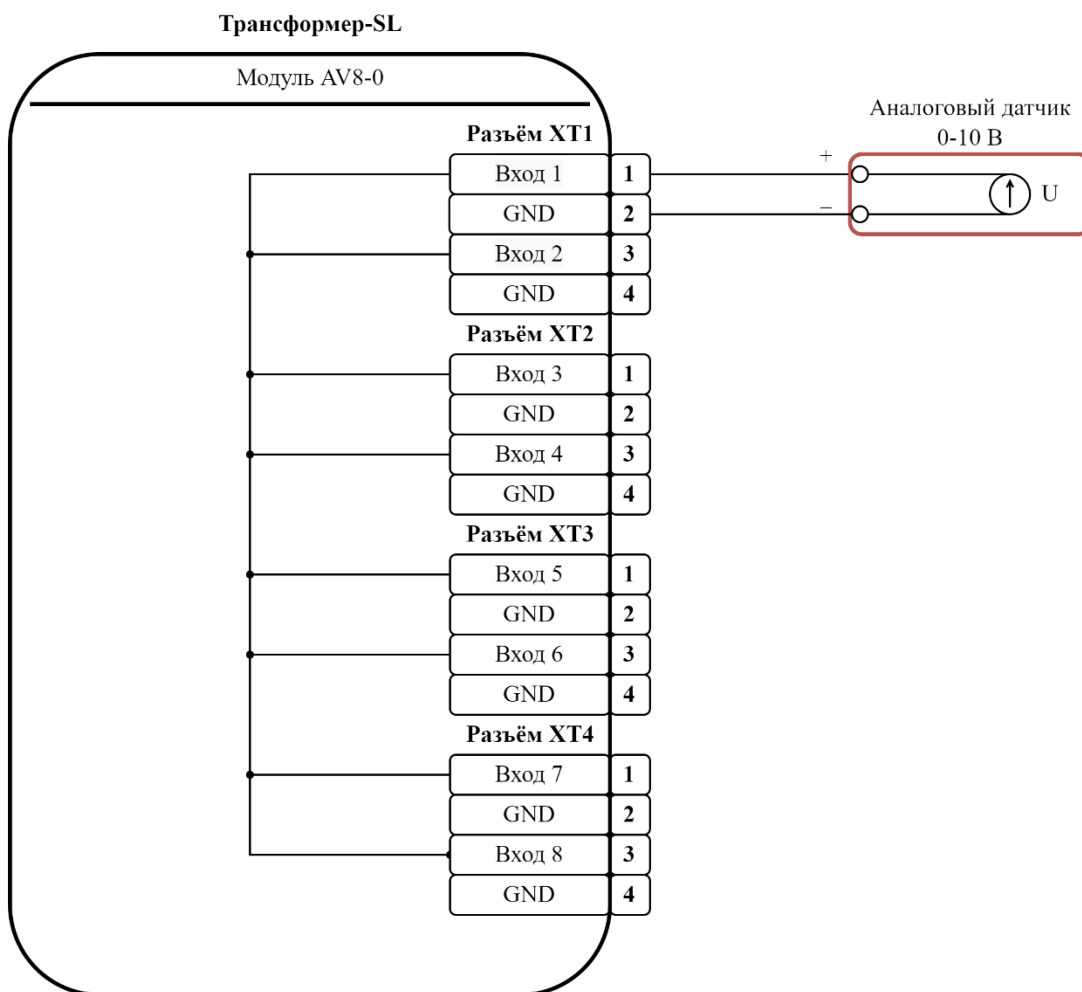 Трансформер-SL
Модуль AV8-0
Аналоговый датчик
0-10 В
Разъём XT1
Вход 1 1
GND 2
Вход 2 3
GND 4
+
−
U
Разъём XT2
Вход 3 1
GND 2
Вход 4 3
GND 4
Разъём XT3
Вход 5 1
GND 2
Вход 6 3
GND 4
Разъём XT4
Вход 7 1
GND 2
Вход 8 3
GND 4